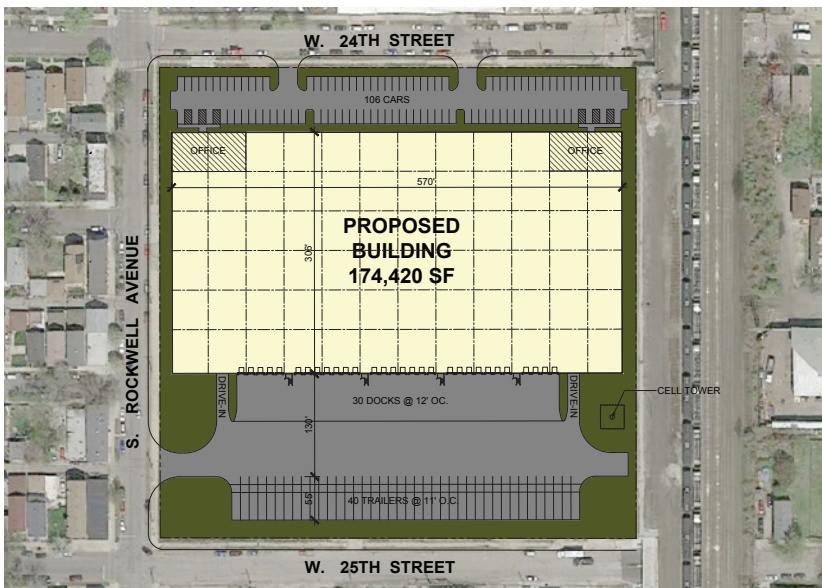 W. 24TH STREET
106 CARS
OFFICE
OFFICE
570'
PROPOSED
BUILDING
174,420 SF
306'
S. ROCKWELL AVENUE
DRIVE-IN
30 DOCKS @ 12' OC.
DRIVE-IN
CELL TOWER
130'
55'
40 TRAILERS @ 11' O.C.
W. 25TH STREET